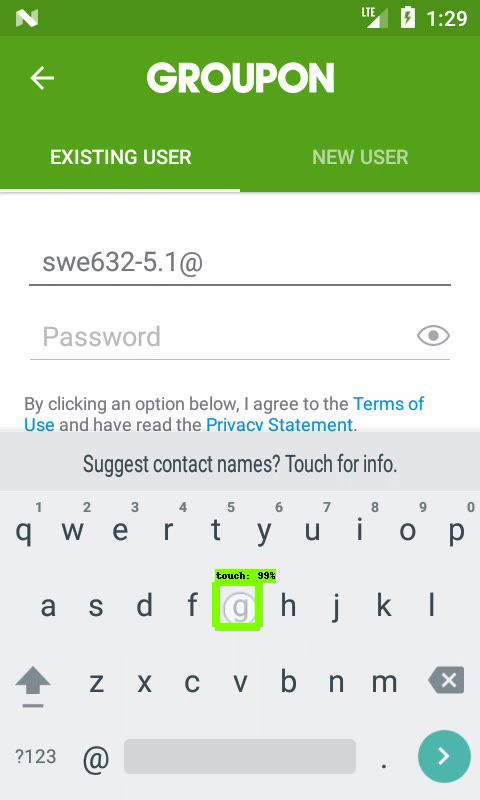 LTE 1:29
GROUPON
EXISTING USER NEW USER
swe632-5.1@
Password
By clicking an option below, I agree to the Terms of
Use and have read the Privacy Statement.
Suggest contact names? Touch for info.
1 2 3 4 5 6 7 8 9 0
q w e r t y u i o p
touch: 99%
a s d f g h j k l
z x c v b n m
?123 @ .